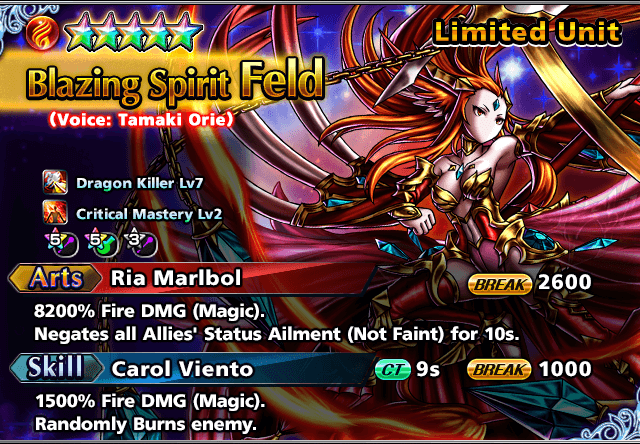 Limited Unit
Blazing Spirit Feld
(Voice: Tamaki Orie)
Dragon Killer Lv7
Critical Mastery Lv2
5 5 3
Arts Ria Marlbol BREAK 2600
8200% Fire DMG (Magic).
Negates all Allies' Status Ailment (Not Faint) for 10s.
Skill Carol Viento CT 9s BREAK 1000
1500% Fire DMG (Magic).
Randomly Burns enemy.